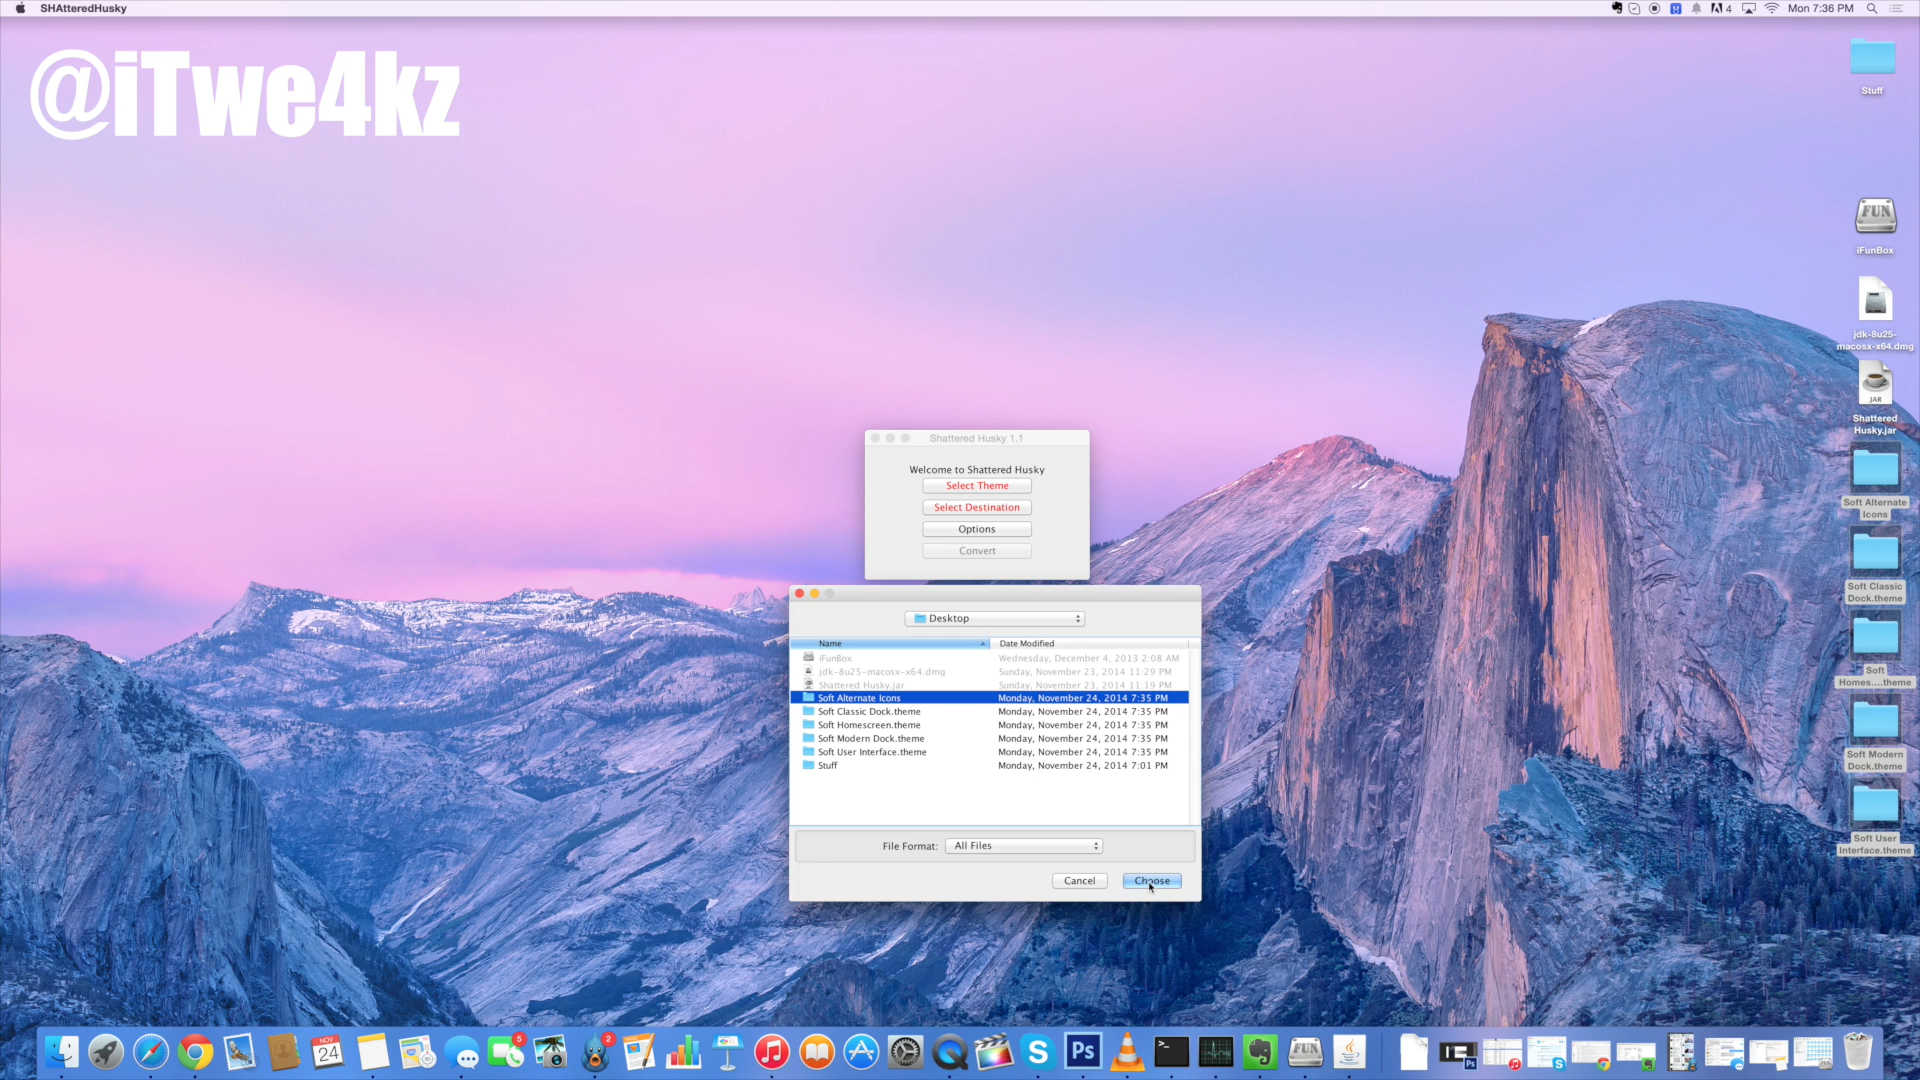 SHAtteredHusky
4
Mon 7:36 PM
@iTwe4kz
Stuff
FUN
iFunBox
jdk-8u25-
macosx-x64.dmg
JAR
Shattered
Husky.jar
Soft Alternate
Icons
Soft Classic
Dock.theme
Soft
Homes....theme
Soft Modern
Dock.theme
Soft User
Interface.theme
Shattered Husky 1.1
Welcome to Shattered Husky
Select Theme
Select Destination
Options
Convert
Desktop
Name Date Modified
iFunBox Wednesday, December 4, 2013 2:08 AM
jdk-8u25-macosx-x64.dmg Sunday, November 23, 2014 11:29 PM
Shattered Husky.jar Sunday, November 23, 2014 11:19 PM
Soft Alternate Icons Monday, November 24, 2014 7:35 PM
Soft Classic Dock.theme Monday, November 24, 2014 7:35 PM
Soft Homescreen.theme Monday, November 24, 2014 7:35 PM
Soft Modern Dock.theme Monday, November 24, 2014 7:35 PM
Soft User Interface.theme Monday, November 24, 2014 7:35 PM
Stuff Monday, November 24, 2014 7:01 PM
File Format: All Files
Cancel Choose
NOV
24
5
2
Ps
FUN